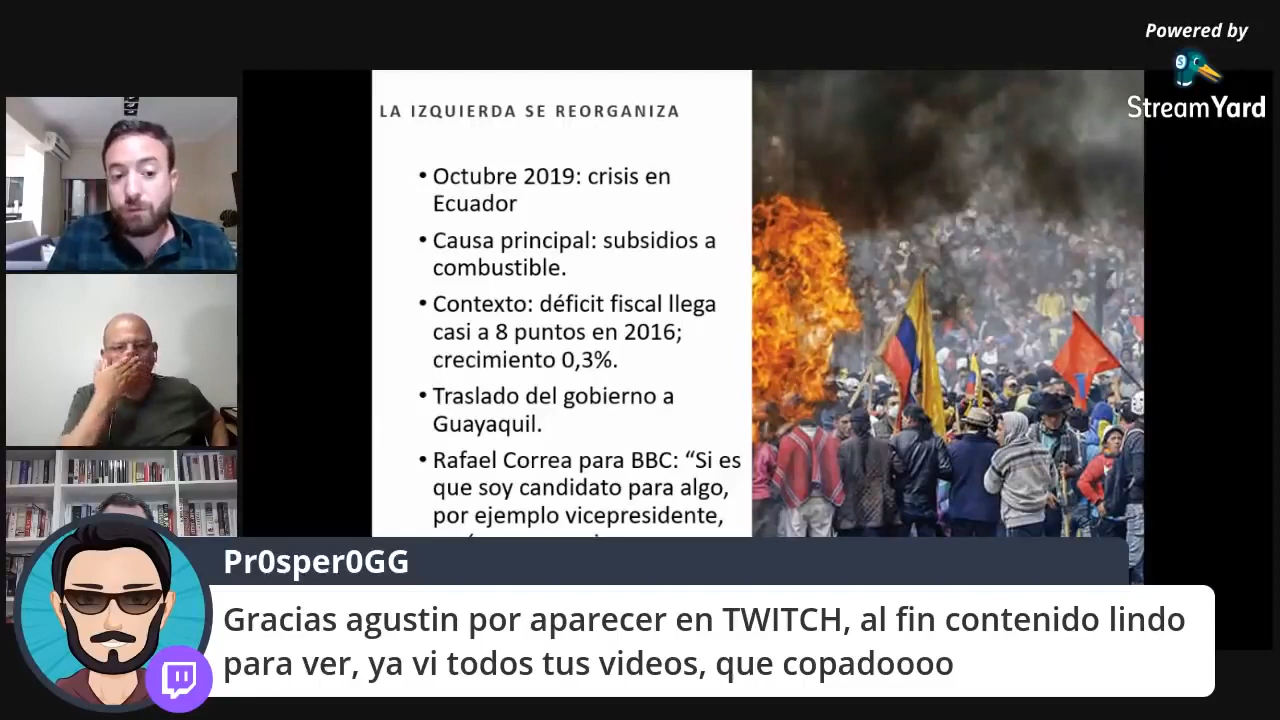 Powered by
StreamYard
LA IZQUIERDA SE REORGANIZA
• Octubre 2019: crisis en
Ecuador
• Causa principal: subsidios a
combustible.
• Contexto: déficit fiscal llega
casi a 8 puntos en 2016;
crecimiento 0,3%.
• Traslado del gobierno a
Guayaquil.
• Rafael Correa para BBC: “Si es
que soy candidato para algo,
por ejemplo vicepresidente,
Pr0sper0GG
Gracias agustin por aparecer en TWITCH, al fin contenido lindo
para ver, ya vi todos tus videos, que copadoooo